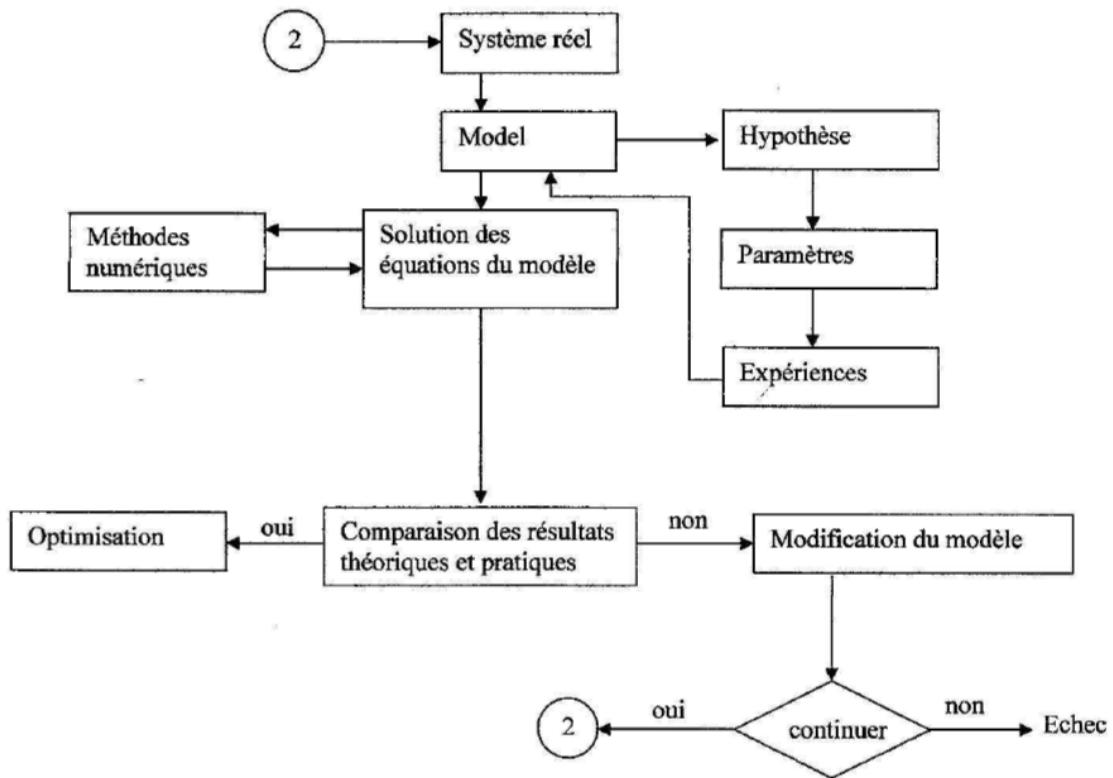 2
Système réel
Model
Hypothèse
Méthodes
numériques
Solution des
équations du modèle
Paramètres
Expériences
Optimisation
oui
Comparaison des résultats
théoriques et pratiques
non
Modification du modèle
2
oui
continuer
non
Echec